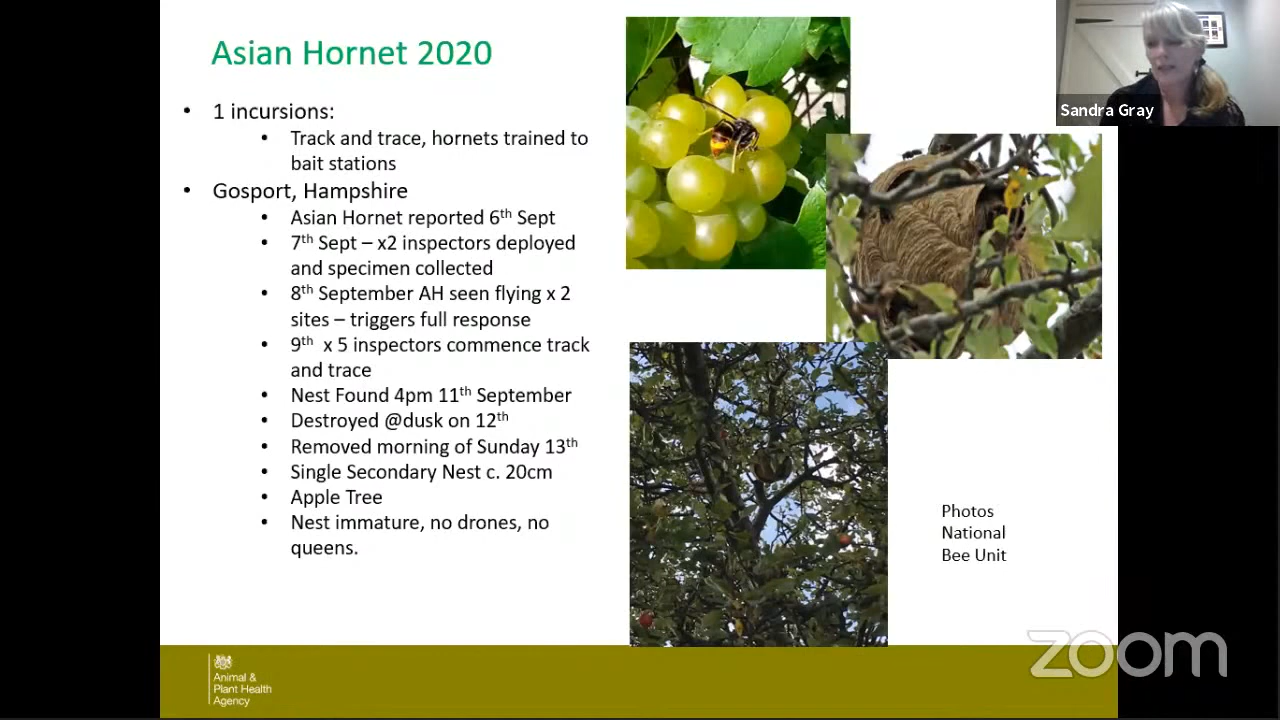 Asian Hornet 2020
• 1 incursions:
• Track and trace, hornets trained to
bait stations
• Gosport, Hampshire
• Asian Hornet reported 6th Sept
• 7th Sept – x2 inspectors deployed
and specimen collected
• 8th September AH seen flying x 2
sites – triggers full response
• 9th x 5 inspectors commence track
and trace
• Nest Found 4pm 11th September
• Destroyed @dusk on 12th
• Removed morning of Sunday 13th
• Single Secondary Nest c. 20cm
• Apple Tree
• Nest immature, no drones, no
queens.
Sandra Gray
Photos
National
Bee Unit
Animal &
Plant Health
Agency
zoom